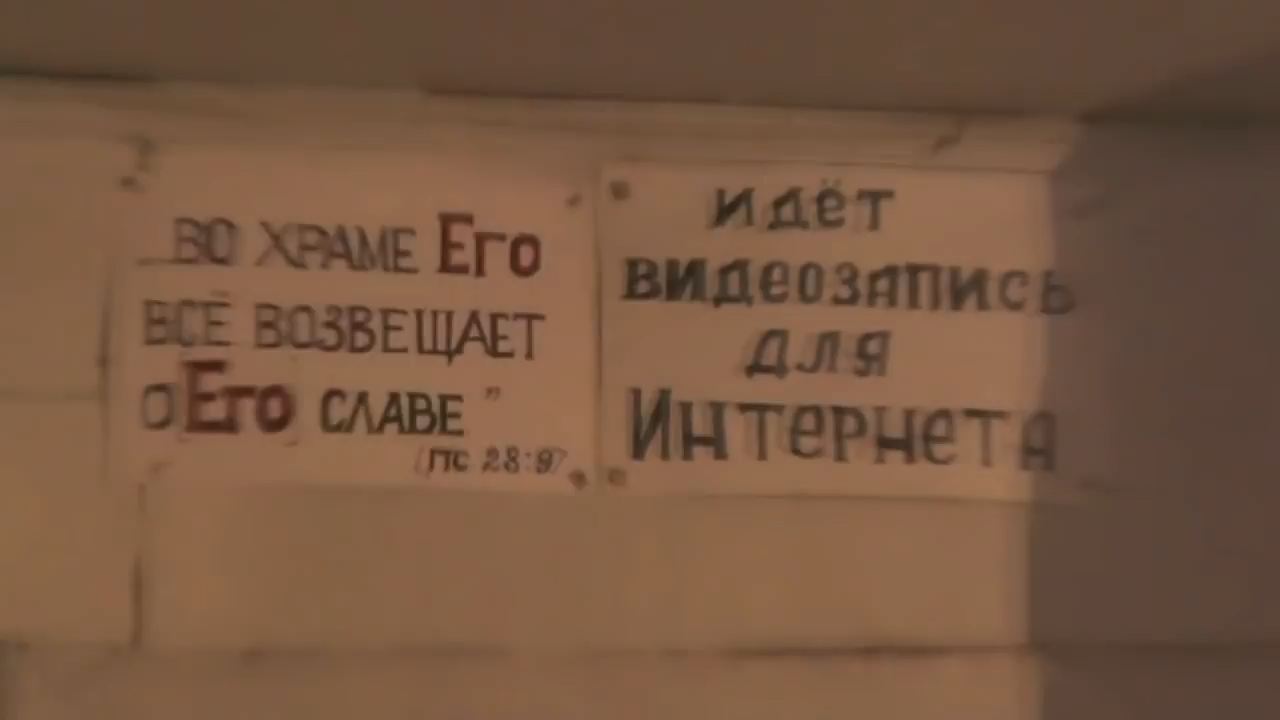 „ВО ХРАМЕ Его
ВСЁ ВОЗВЕЩАЕТ
О Его СЛАВЕ”
(ПС 28:9)
ИДЁТ
ВИДЕОЗАПИСЬ
ДЛЯ
ИНТЕРНЕТА